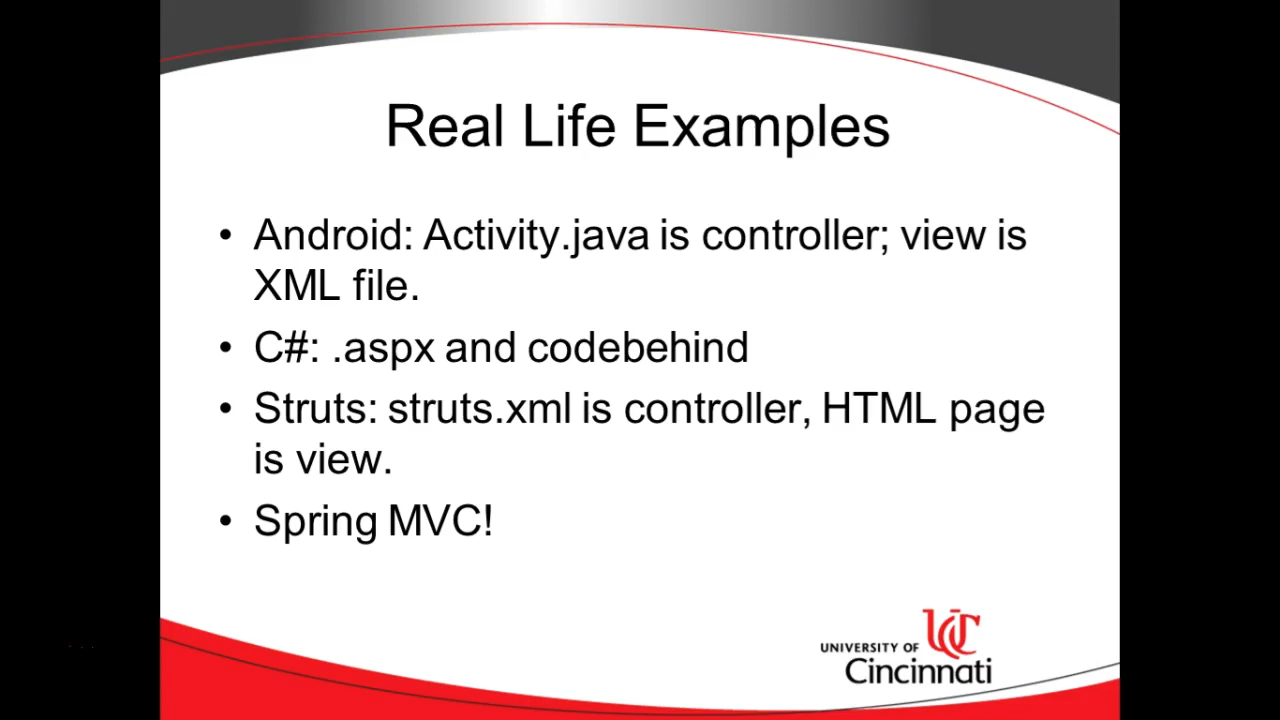 Real Life Examples
• Android: Activity.java is controller; view is
XML file.
• C#: .aspx and codebehind
• Struts: struts.xml is controller, HTML page
is view.
• Spring MVC!
UC
UNIVERSITY OF
Cincinnati